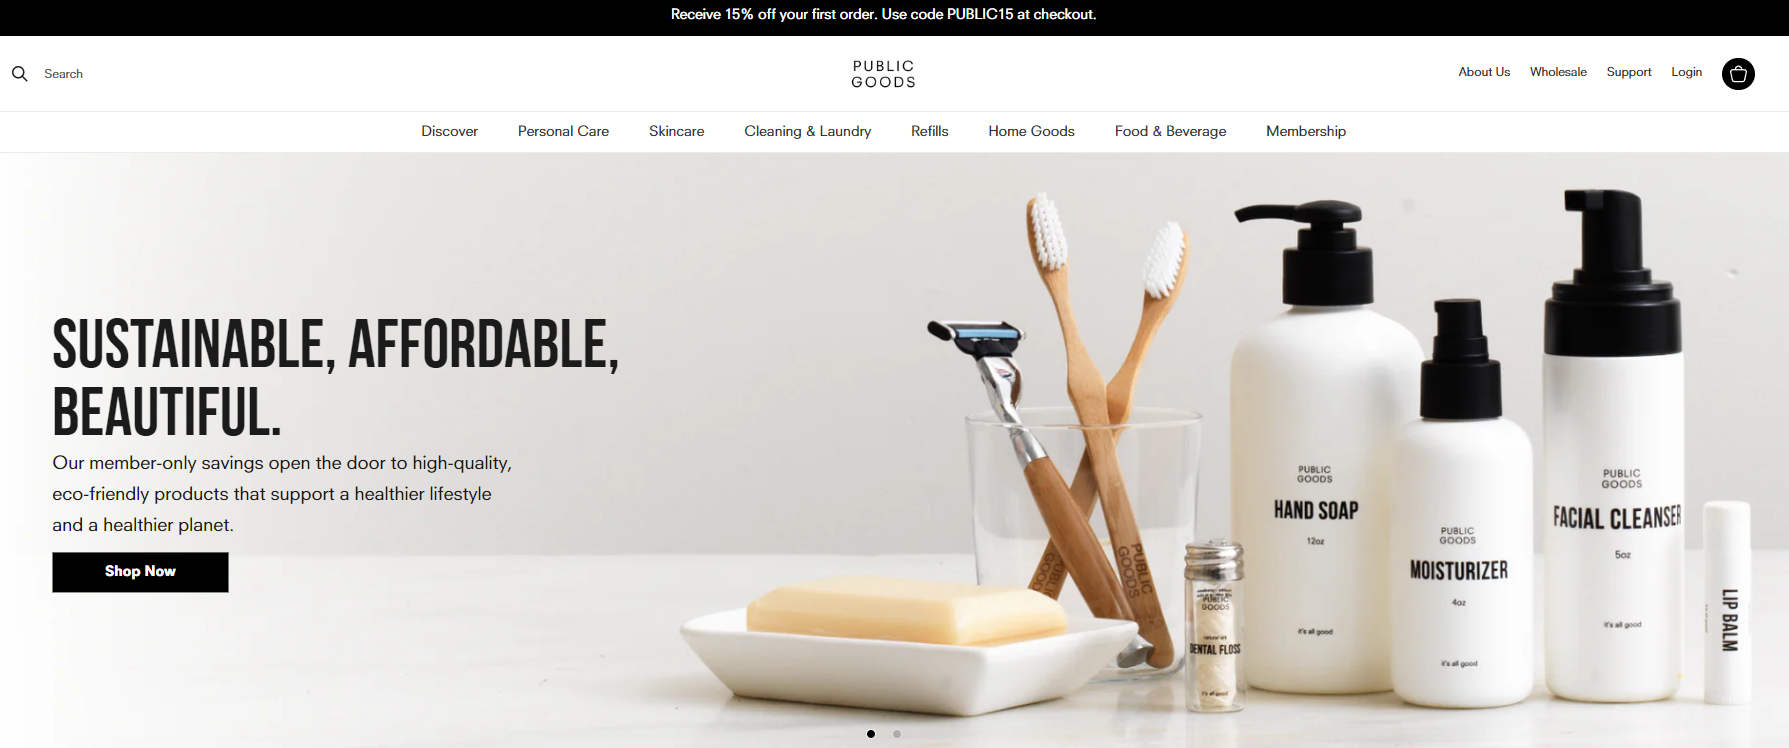 Receive 15% off your first order. Use code PUBLIC15 at checkout.
Search
PUBLIC
GOODS
About Us
Wholesale
Support
Login
Discover
Personal Care
Skincare
Cleaning & Laundry
Refills
Home Goods
Food & Beverage
Membership
SUSTAINABLE, AFFORDABLE,
BEAUTIFUL.
Our member-only savings open the door to high-quality,
eco-friendly products that support a healthier lifestyle
and a healthier planet.
Shop Now
PUBLIC
GOODS
PUBLIC
GOODS
PUBLIC
GOODS
DENTAL FLOSS
it's all good
PUBLIC
GOODS
HAND SOAP
12oz
it's all good
PUBLIC
GOODS
MOISTURIZER
4oz
it's all good
PUBLIC
GOODS
FACIAL CLEANSER
5oz
it's all good
LIP BALM